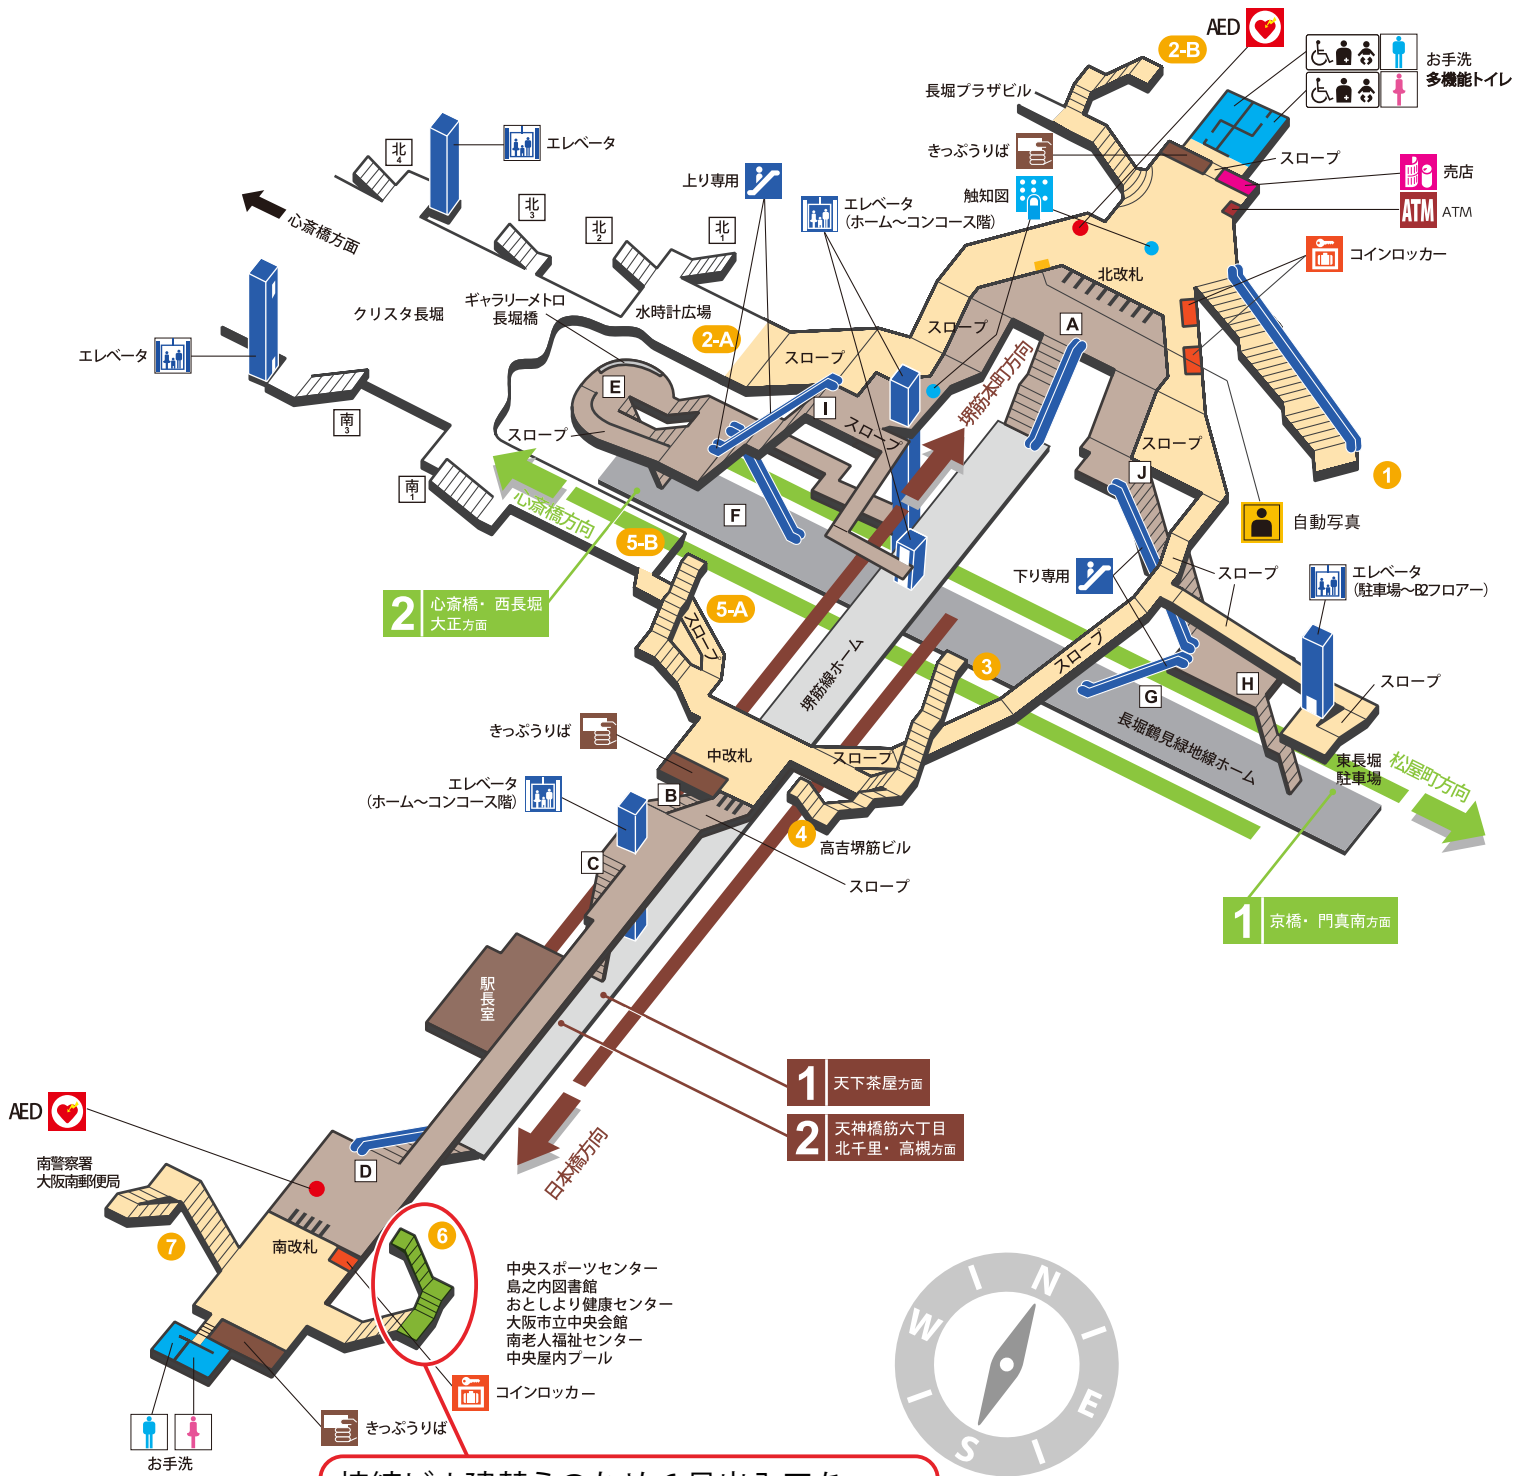 AED
2-B
お手洗
多機能トイレ
長堀プラザビル
きっぷうりば
スロープ
売店
ATM
ATM
触知図
コインロッカー
北改札
北4
エレベータ
北3
北2
北1
上り専用
エレベータ
(ホーム〜コンコース階)
心斎橋方面
クリスタ長堀
ギャラリーメトロ
長堀橋
水時計広場
2-A
スロープ
スロープ
A
堺筋本町方向
エレベータ
南3
南1
E
I
スロープ
スロープ
スロープ
J
1
自動写真
心斎橋方向
F
5-B
5-A
スロープ
2
心斎橋・西長堀
大正方面
下り専用
スロープ
エレベータ
(駐車場〜B2フロアー)
スロープ
3
G
H
スロープ
堺筋線ホーム
長堀鶴見緑地線ホーム
東長堀
駐車場
松屋町方向
きっぷうりば
中改札
スロープ
エレベータ
(ホーム〜コンコース階)
B
4
高吉堺筋ビル
C
スロープ
1
京橋・門真南方面
駅長室
1
天下茶屋方面
2
天神橋筋六丁目
北千里・高槻方面
日本橋方向
AED
南警察署
大阪南郵便局
D
7
南改札
6
中央スポーツセンター
島之内図書館
おとしより健康センター
大阪市立中央会館
南老人福祉センター
中央屋内プール
コインロッカー
きっぷうりば
お手洗
N
E
S
W